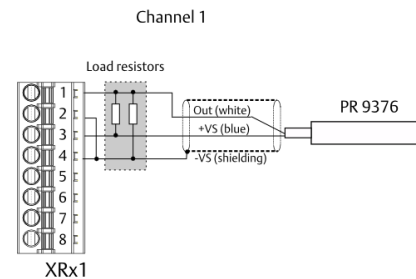 Channel 1
Load resistors
1
2
3
4
5
6
7
8
Out (white)
+VS (blue)
-VS (shielding)
PR 9376
XRx1